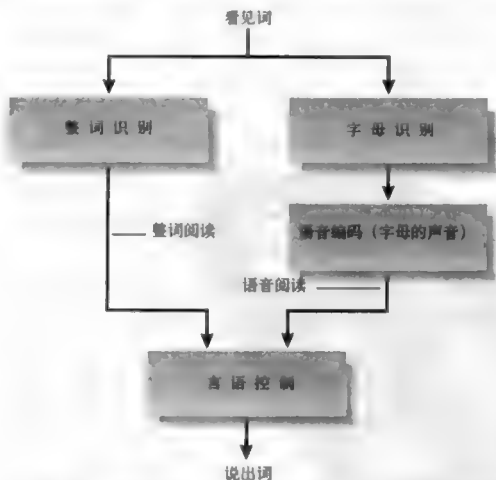 看见词
整词识别
字母识别
整词阅读
语音编码（字母的声音）
语音阅读
言语控制
说出词